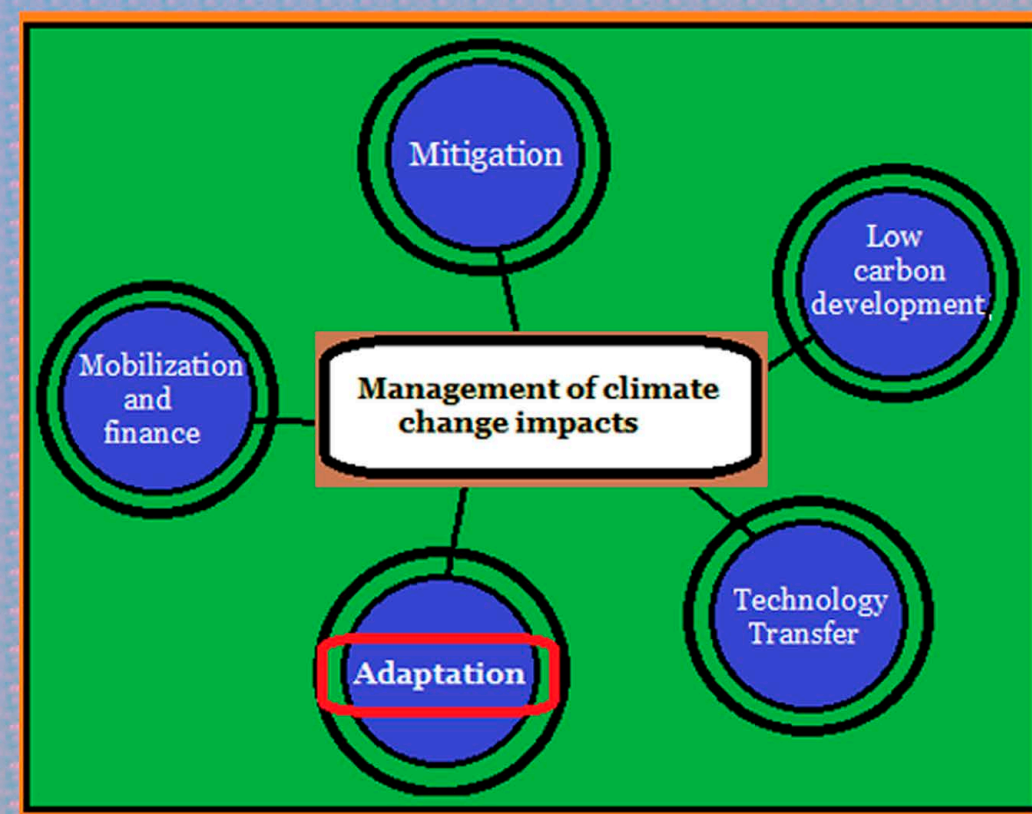 Mitigation
Low
carbon
development
Mobilization
and
finance
Management of climate
change impacts
Technology
Transfer
Adaptation